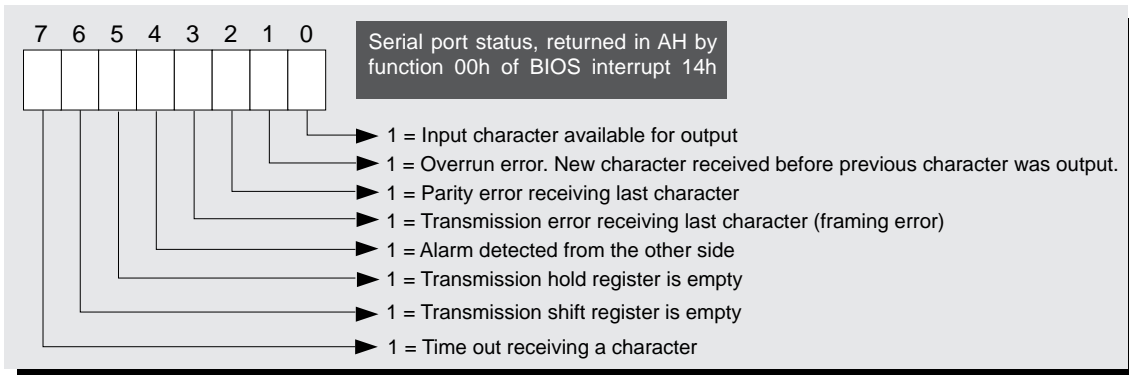 7 6 5 4 3 2 1 0
Serial port status, returned in AH by
function 00h of BIOS interrupt 14h
1 = Input character available for output
1 = Overrun error. New character received before previous character was output.
1 = Parity error receiving last character
1 = Transmission error receiving last character (framing error)
1 = Alarm detected from the other side
1 = Transmission hold register is empty
1 = Transmission shift register is empty
1 = Time out receiving a character